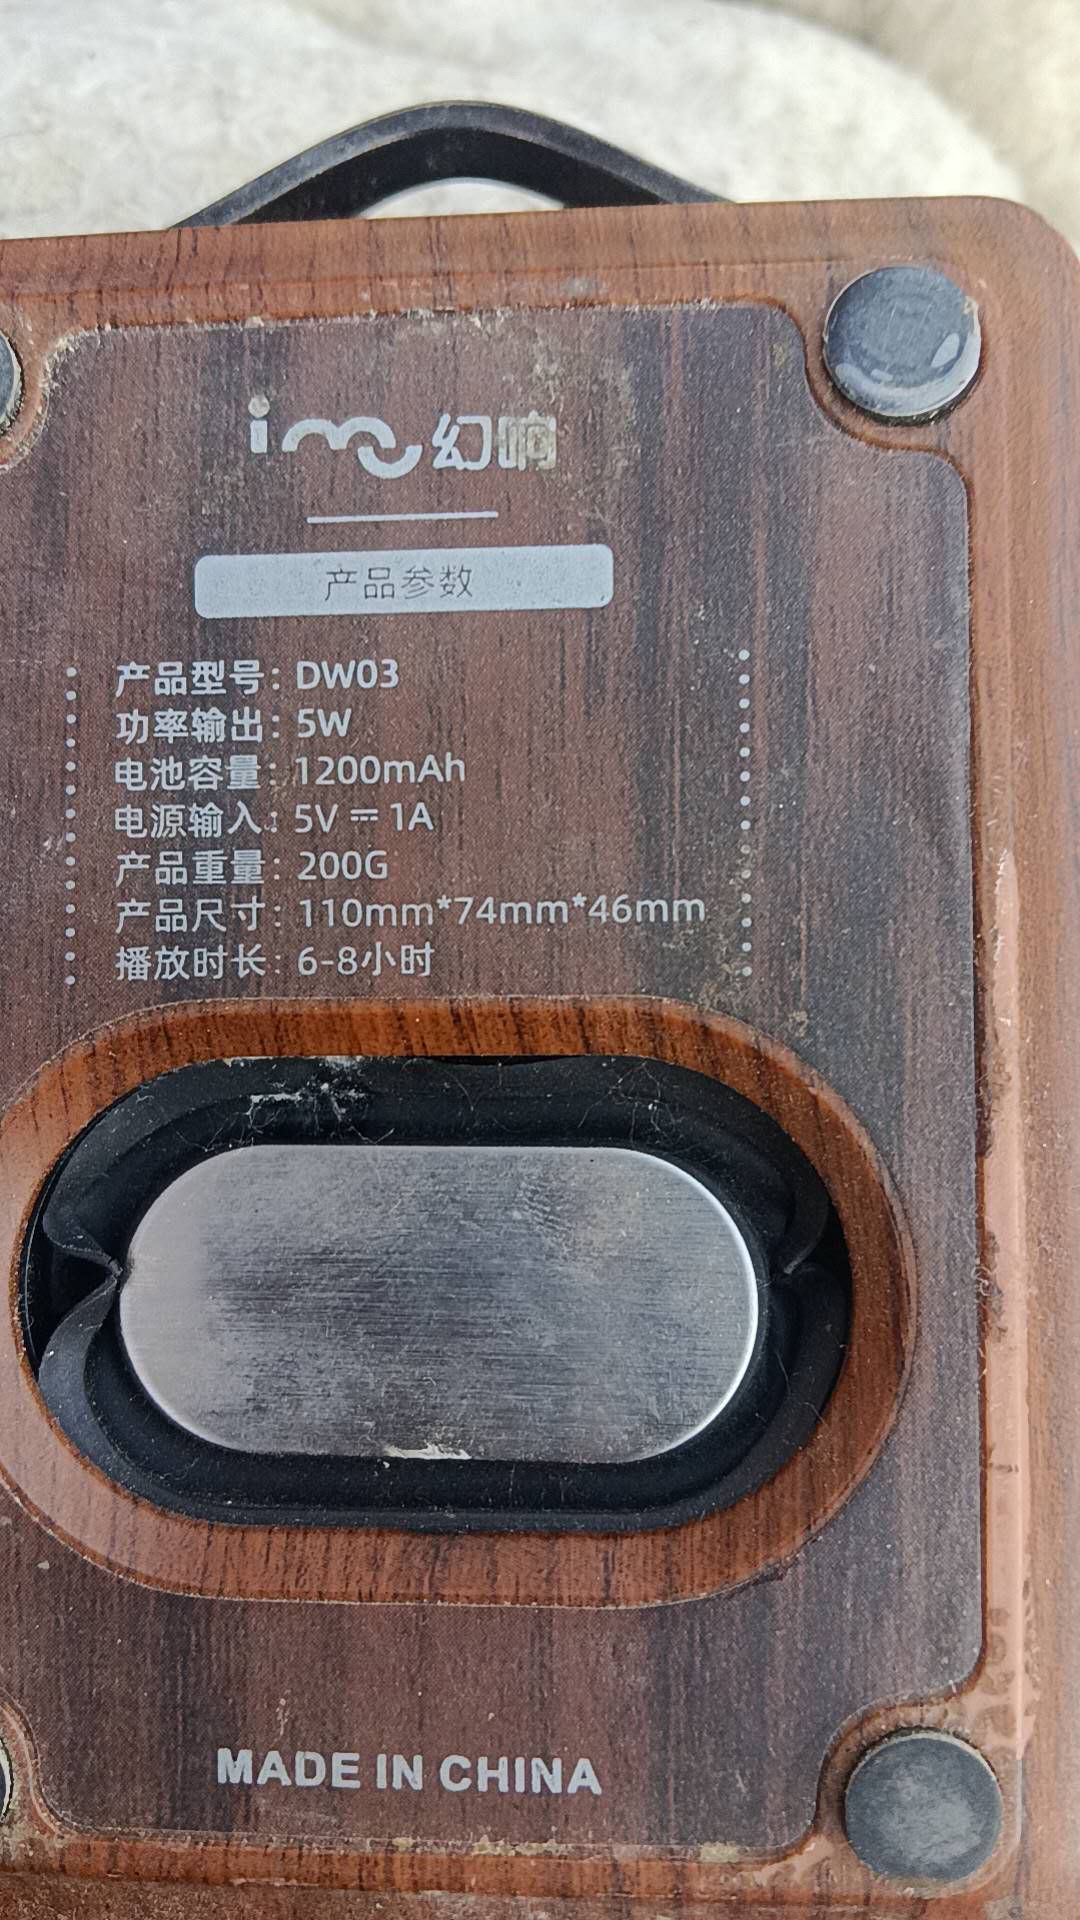 imu幻响
产品参数
产品型号：DW03
功率输出：5W
电池容量：1200mAh
电源输入：5V⎓1A
产品重量：200G
产品尺寸：110mm*74mm*46mm
播放时长：6-8小时
MADE IN CHINA